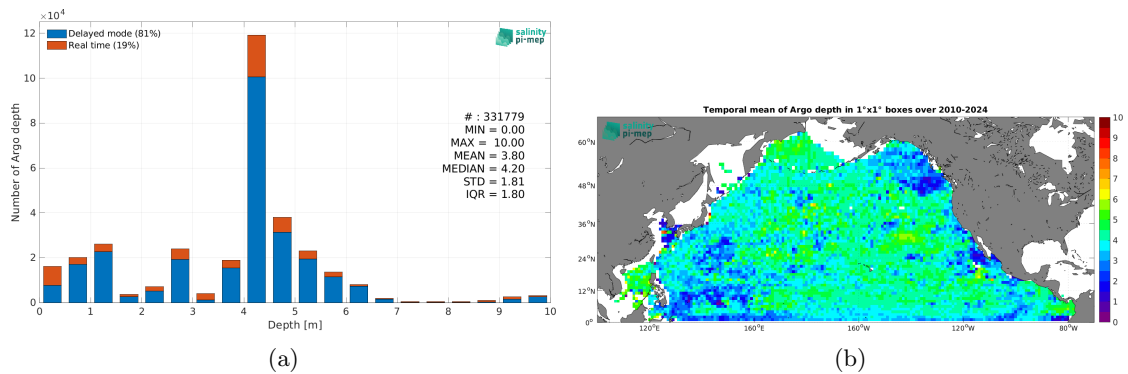 ×10⁴
Delayed mode (81%)
Real time (19%)
salinity
pi-mep
12
10
8
6
4
2
0
Number of Argo depth
# : 331779
MIN = 0.00
MAX = 10.00
MEAN = 3.80
MEDIAN = 4.20
STD = 1.81
IQR = 1.80
0 1 2 3 4 5 6 7 8 9 10
Depth [m]
(a)
Temporal mean of Argo depth in 1°x1° boxes over 2010-2024
salinity
pi-mep
60°N
48°N
36°N
24°N
12°N
0°
120°W
160°W
160°W
120°W
80°W
10
9
8
7
6
5
4
3
2
1
0
(b)